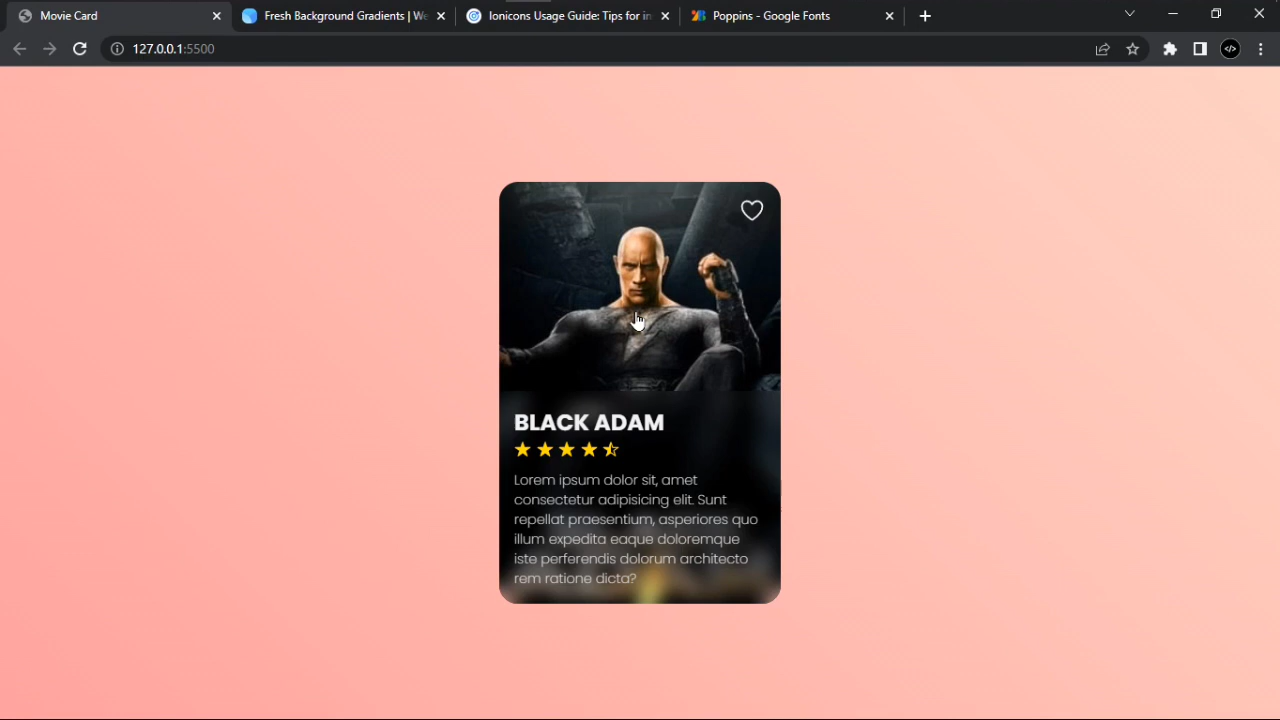 Movie Card
Fresh Background Gradients | We
Ionicons Usage Guide: Tips for in
Poppins - Google Fonts
127.0.0.1:5500
BLACK ADAM
Lorem ipsum dolor sit, amet
consectetur adipisicing elit. Sunt
repellat praesentium, asperiores quo
illum expedita eaque doloremque
iste perferendis dolorum architecto
rem ratione dicta?